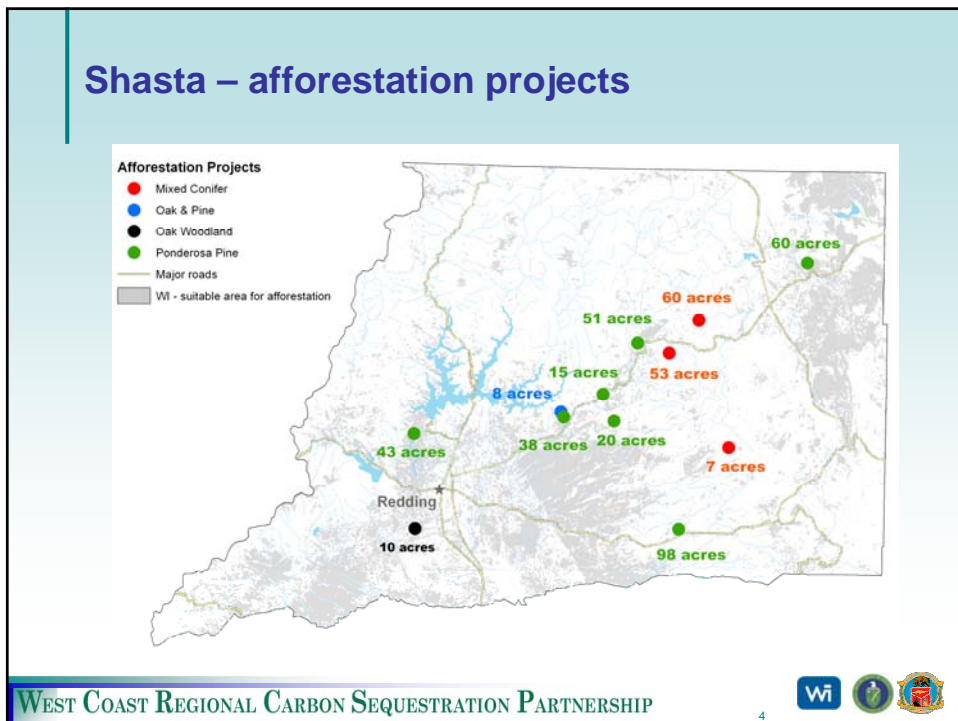 Shasta – afforestation projects
Afforestation Projects
Mixed Conifer
Oak & Pine
Oak Woodland
Ponderosa Pine
Major roads
WI - suitable area for afforestation
60 acres
60 acres
51 acres
53 acres
15 acres
8 acres
38 acres
20 acres
43 acres
7 acres
Redding
10 acres
98 acres
WEST COAST REGIONAL CARBON SEQUESTRATION PARTNERSHIP
4
Wi